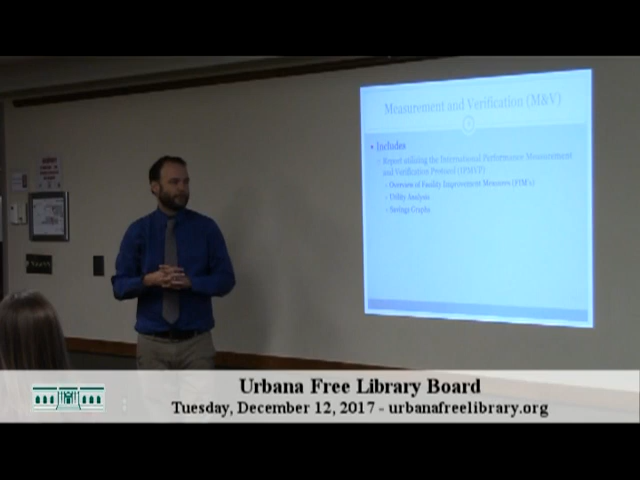 Measurement and Verification (M&V)
Includes
Report utilizing the International Performance Measurement
and Verification Protocol (IPMVP)
Overview of Facility Improvement Measures (FIM's)
Utility Analysis
Savings Graphs
Urbana Free Library Board
Tuesday, December 12, 2017 - urbanafreelibrary.org